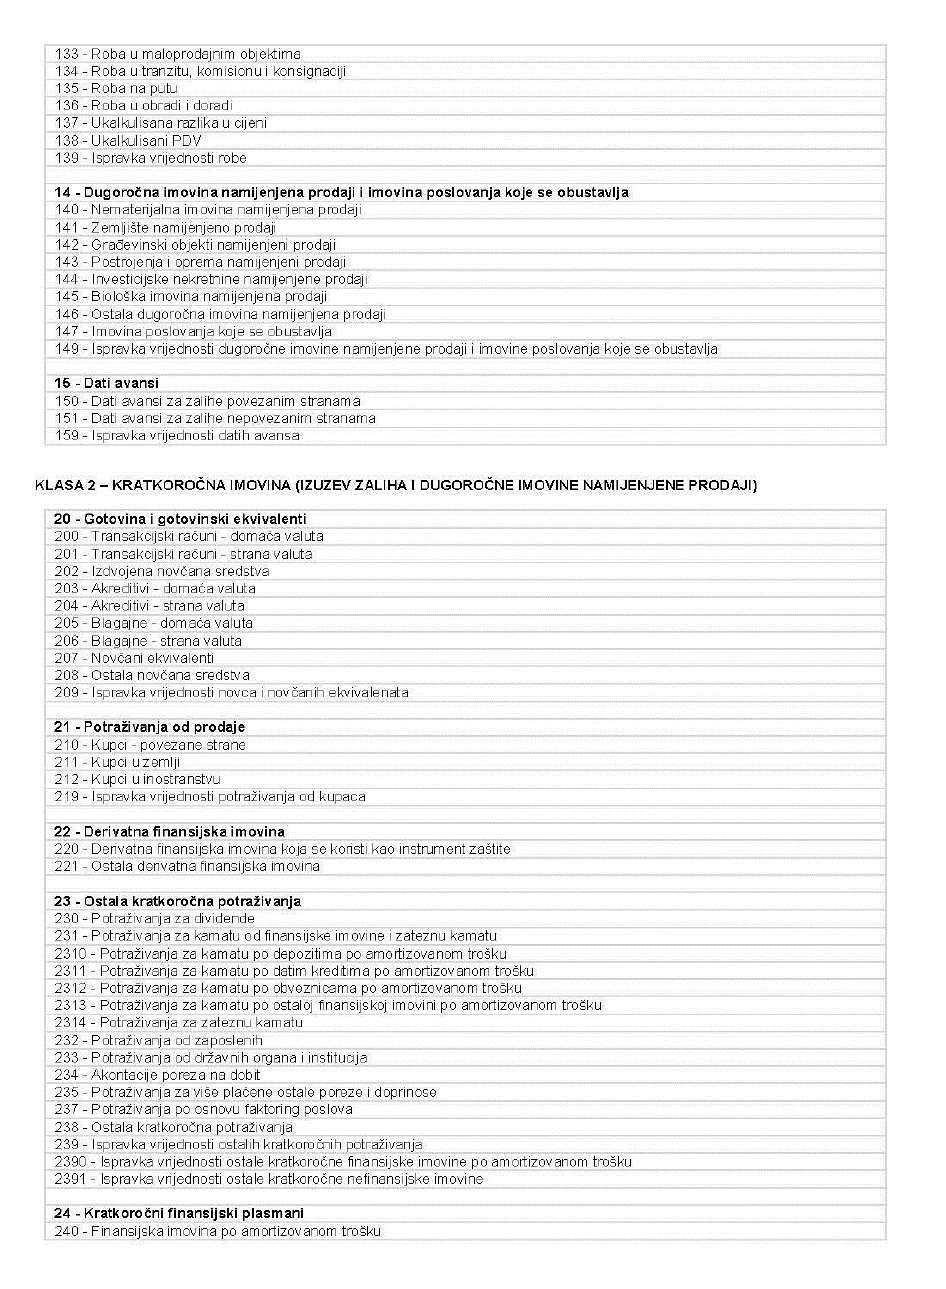 133 - Roba u maloprodajnim objektima
134 - Roba u tranzitu, komisionu i konsignaciji
135 - Roba na putu
136 - Roba u obradi i doradi
137 - Ukalkulisana razlika u cijeni
138 - Ukalkulisani PDV
139 - Ispravka vrijednosti robe
14 - Dugoročna imovina namijenjena prodaji i imovina poslovanja koje se obustavlja
140 - Nematerijalna imovina namijenjena prodaji
141 - Zemljište namijenjeno prodaji
142 - Građevinski objekti namijenjeni prodaji
143 - Postrojenja i oprema namijenjeni prodaji
144 - Investicijske nekretnine namijenjene prodaji
145 - Biološka imovina namijenjena prodaji
146 - Ostala dugoročna imovina namijenjena prodaji
147 - Imovina poslovanja koje se obustavlja
149 - Ispravka vrijednosti dugoročne imovine namijenjene prodaji i imovine poslovanja koje se obustavlja
15 - Dati avansi
150 - Dati avansi za zalihe povezanim stranama
151 - Dati avansi za zalihe nepovezanim stranama
159 - Ispravka vrijednosti datih avansa
KLASA 2 – KRATKOROČNA IMOVINA (IZUZEV ZALIHA I DUGOROČNE IMOVINE NAMIJENJENE PRODAJI)
20 - Gotovina i gotovinski ekvivalenti
200 - Transakcijski računi - domaća valuta
201 - Transakcijski računi - strana valuta
202 - Izdvojena novčana sredstva
203 - Akreditivi - domaća valuta
204 - Akreditivi - strana valuta
205 - Blagajne - domaća valuta
206 - Blagajne - strana valuta
207 - Novčani ekvivalenti
208 - Ostala novčana sredstva
209 - Ispravka vrijednosti novca i novčanih ekvivalenata
21 - Potraživanja od prodaje
210 - Kupci - povezane strane
211 - Kupci u zemlji
212 - Kupci u inostranstvu
219 - Ispravka vrijednosti potraživanja od kupaca
22 - Derivatna finansijska imovina
220 - Derivatna finansijska imovina koja se koristi kao instrument zaštite
221 - Ostala derivatna finansijska imovina
23 - Ostala kratkoročna potraživanja
230 - Potraživanja za dividende
231 - Potraživanja za kamatu od finansijske imovine i zateznu kamatu
2310 - Potraživanja za kamatu po depozitima po amortizovanom trošku
2311 - Potraživanja za kamatu po datim kreditima po amortizovanom trošku
2312 - Potraživanja za kamatu po obveznicama po amortizovanom trošku
2313 - Potraživanja za kamatu po ostaloj finansijskoj imovini po amortizovanom trošku
2314 - Potraživanja za zateznu kamatu
232 - Potraživanja od zaposlenih
233 - Potraživanja od državnih organa i institucija
234 - Akontacije poreza na dobit
235 - Potraživanja za više plaćene ostale poreze i doprinose
237 - Potraživanja po osnovu faktoring poslova
238 - Ostala kratkoročna potraživanja
239 - Ispravka vrijednosti ostalih kratkoročnih potraživanja
2390 - Ispravka vrijednosti ostale kratkoročne finansijske imovine po amortizovanom trošku
2391 - Ispravka vrijednosti ostale kratkoročne nefinansijske imovine
24 - Kratkoročni finansijski plasmani
240 - Finansijska imovina po amortizovanom trošku